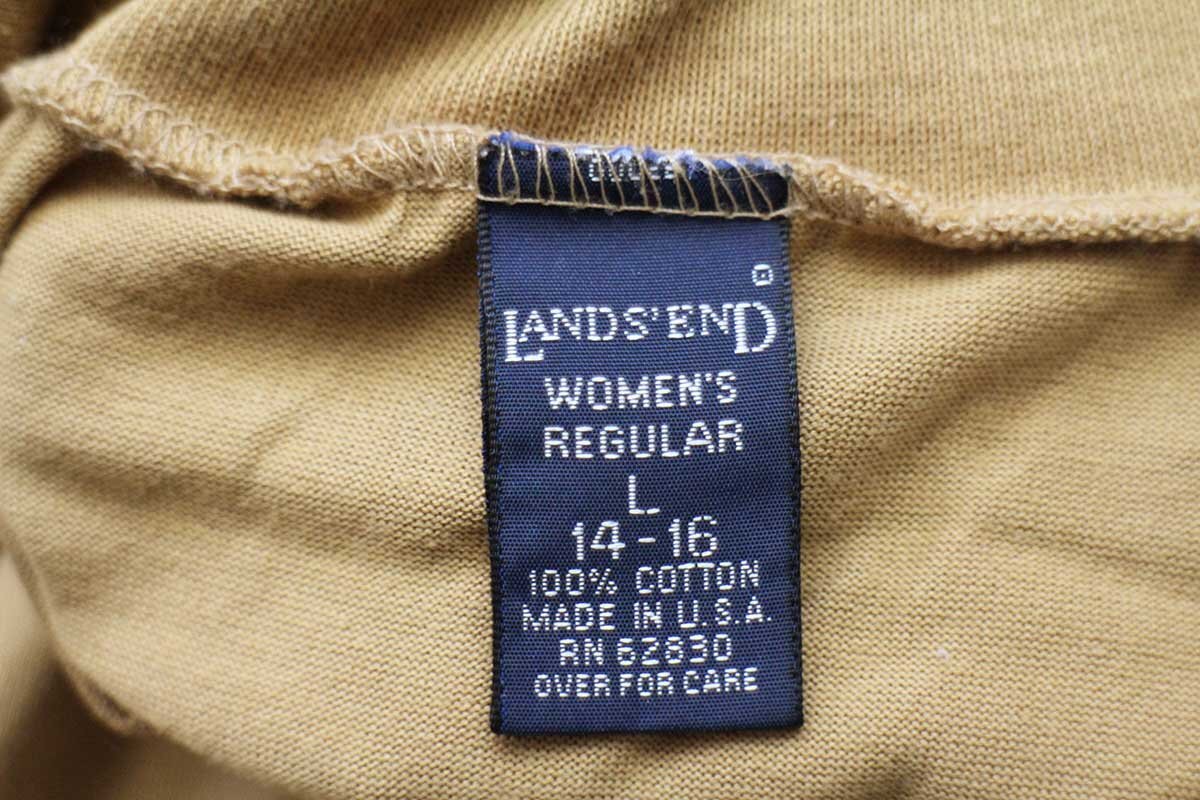 LANDS' END
WOMEN'S
REGULAR
L
14-16
100% COTTON
MADE IN U.S.A.
RN 62830
OVER FOR CARE